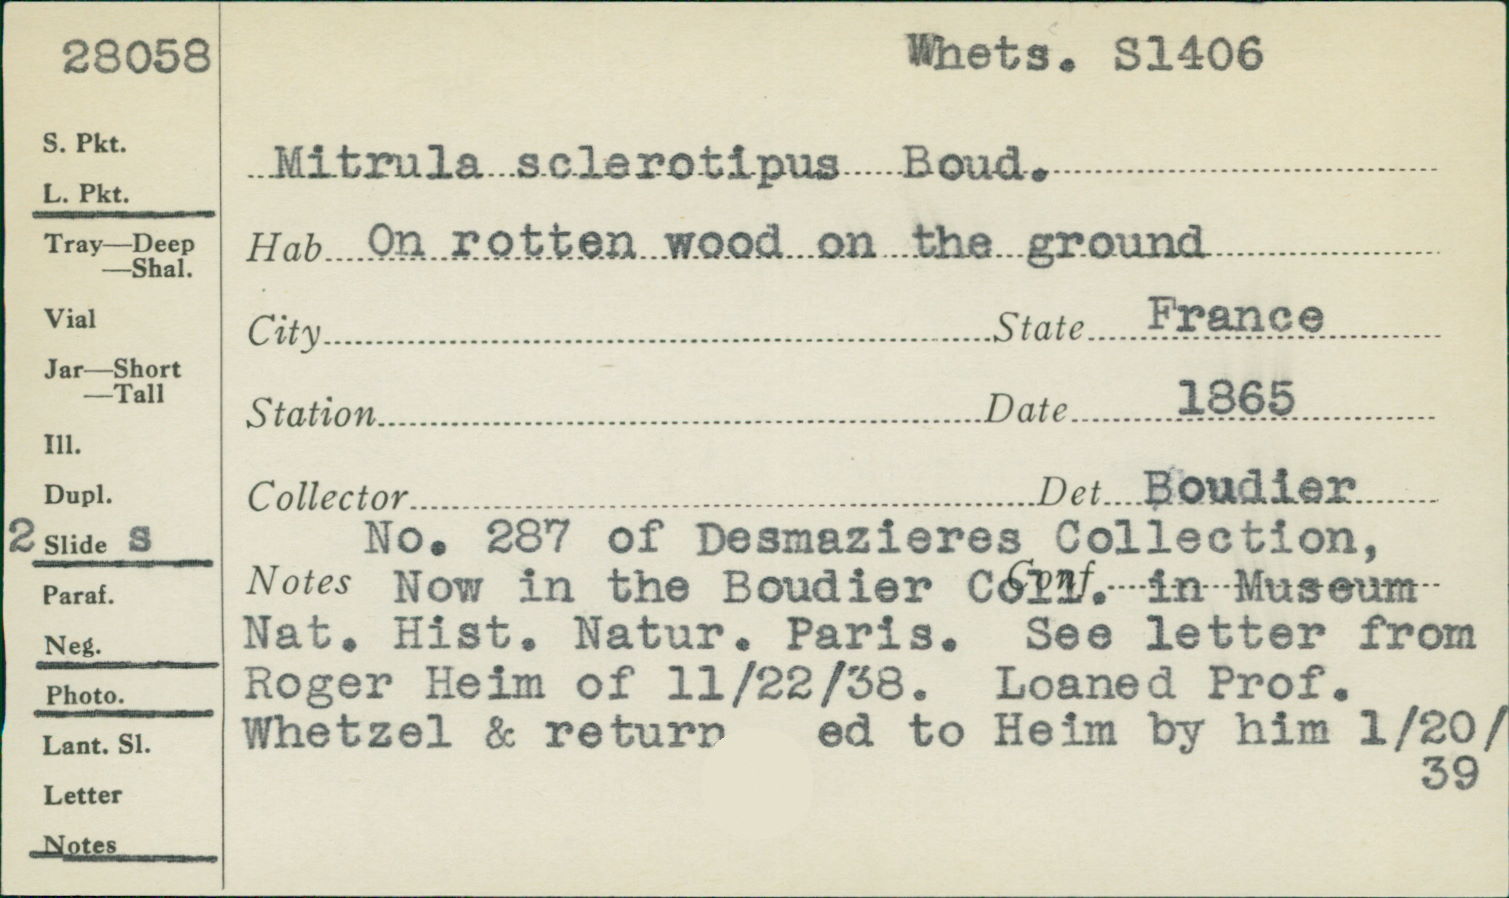 28058
Whets. S1406
S. Pkt.
Mitrula sclerotipus Boud.
L. Pkt.
Tray—Deep
Hab On rotten wood on the ground
—Shal.
Vial
City State France
Jar—Short
—Tall
Station Date 1865
Ill.
Dupl.
Collector Det Boudier
2 Slide s
No. 287 of Desmazieres Collection,
Paraf.
Notes Now in the Boudier Coll. Conf. in Museum
Neg.
Nat. Hist. Natur. Paris. See letter from
Photo.
Roger Heim of 11/22/38. Loaned Prof.
Lant. Sl.
Whetzel & return ed to Heim by him 1/20/
39
Letter
Notes